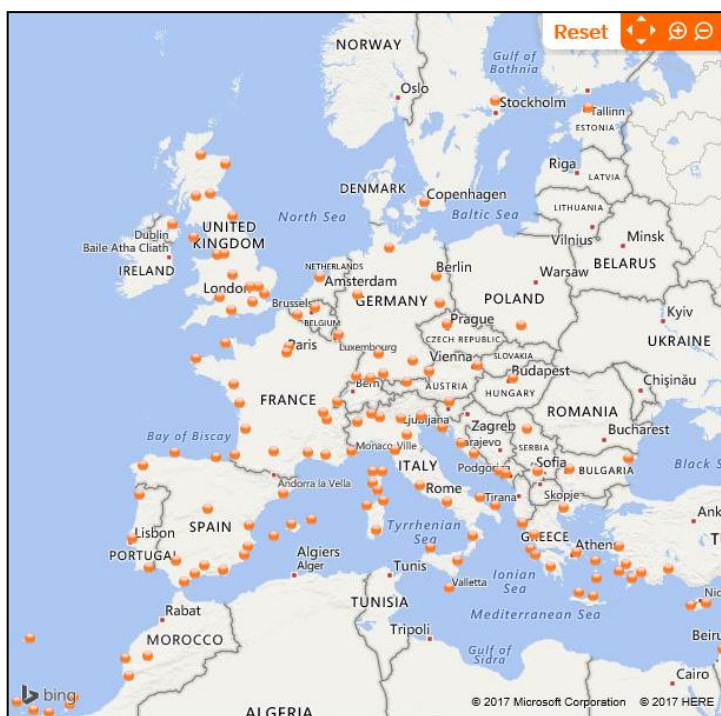 Reset
NORWAY
Gulf of
Bothnia
Oslo
Stockholm
Tallinn
ESTONIA
Riga
LATVIA
DENMARK
Copenhagen
Baltic Sea
LITHUANIA
Vilnius
Minsk
BELARUS
North Sea
UNITED
KINGDOM
Dublin
Baile Atha Cliath
IRELAND
NETHERLANDS
Amsterdam
Berlin
Warsaw
POLAND
London
Brussels
BELGIUM
GERMANY
Kyiv
UKRAINE
Prague
CZECH REPUBLIC
Paris
Luxembourg
SLOVAKIA
Vienna
Budapest
Chișinău
Bern
AUSTRIA
HUNGARY
FRANCE
ROMANIA
Ljubljana
Zagreb
Bucharest
Bay of Biscay
Monaco-Ville
Sarajevo
SERBIA
ITALY
Podgorica
Sofia
BULGARIA
Black S
Andorra la Vella
Rome
Tirana
Skopje
Ank
Lisbon
SPAIN
Tyrrhenian
Sea
GREECE
Athens
T
PORTUGAL
Algiers
Alger
Tunis
Ionian
Sea
Valletta
Nic
Rabat
TUNISIA
Mediterranean Sea
MOROCCO
Tripoli
Gulf of
Sidra
Beiru
Cairo
bing
ALGERIA
© 2017 Microsoft Corporation © 2017 HERE